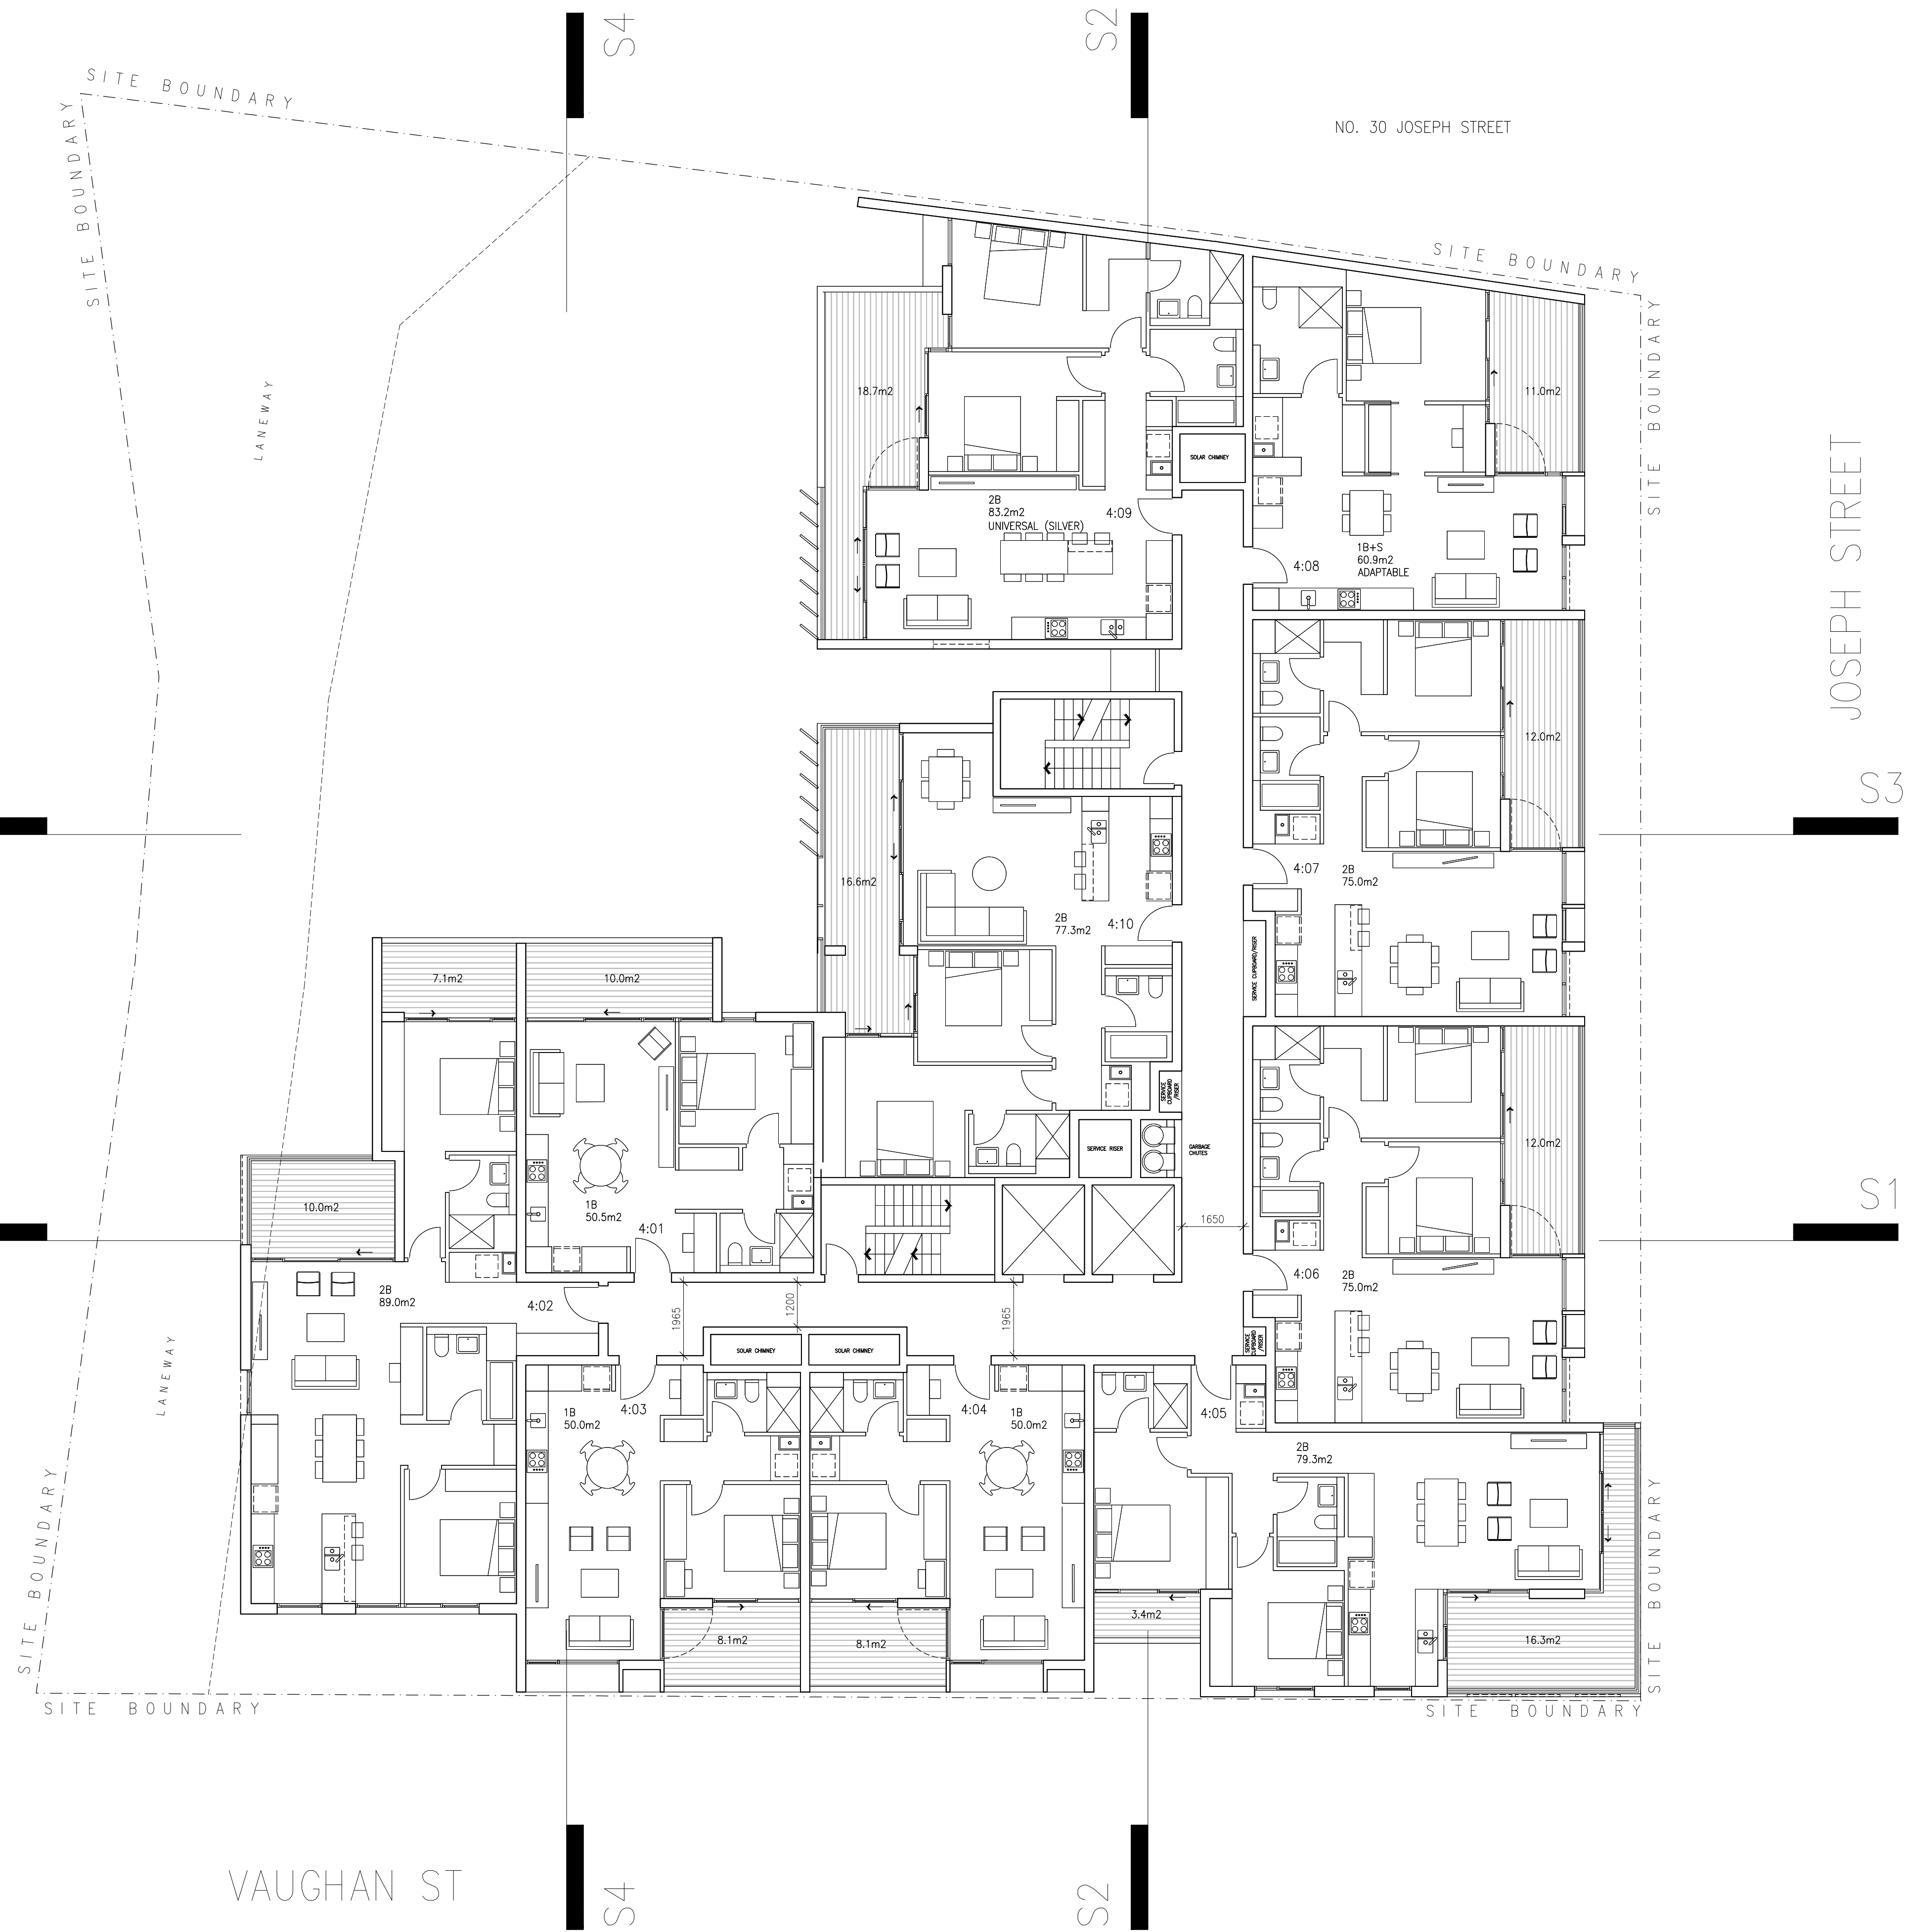 S4
S2
SITE BOUNDARY
SITE BOUNDARY
NO. 30 JOSEPH STREET
SITE BOUNDARY
SITE BOUNDARY
LANEWAY
JOSEPH STREET
18.7m2
11.0m2
SOLAR CHIMNEY
2B
83.2m2
UNIVERSAL (SILVER)
4:09
4:08
1B+S
60.9m2
ADAPTABLE
12.0m2
S3
16.6m2
4:07
2B
75.0m2
2B
77.3m2
4:10
SERVICE CUPBOARD/RISER
7.1m2
10.0m2
SERVICE
CUPBOARD
/RISER
SERVICE RISER
GARBAGE
CHUTES
12.0m2
10.0m2
1B
50.5m2
4:01
1650
S1
2B
89.0m2
4:02
1965
1200
1965
4:06
2B
75.0m2
SERVICE
CUPBOARD
/RISER
LANEWAY
SOLAR CHIMNEY
SOLAR CHIMNEY
1B
50.0m2
4:03
4:04
1B
50.0m2
4:05
2B
79.3m2
SITE BOUNDARY
SITE BOUNDARY
8.1m2
8.1m2
3.4m2
16.3m2
SITE BOUNDARY
SITE BOUNDARY
VAUGHAN ST
S4
S2